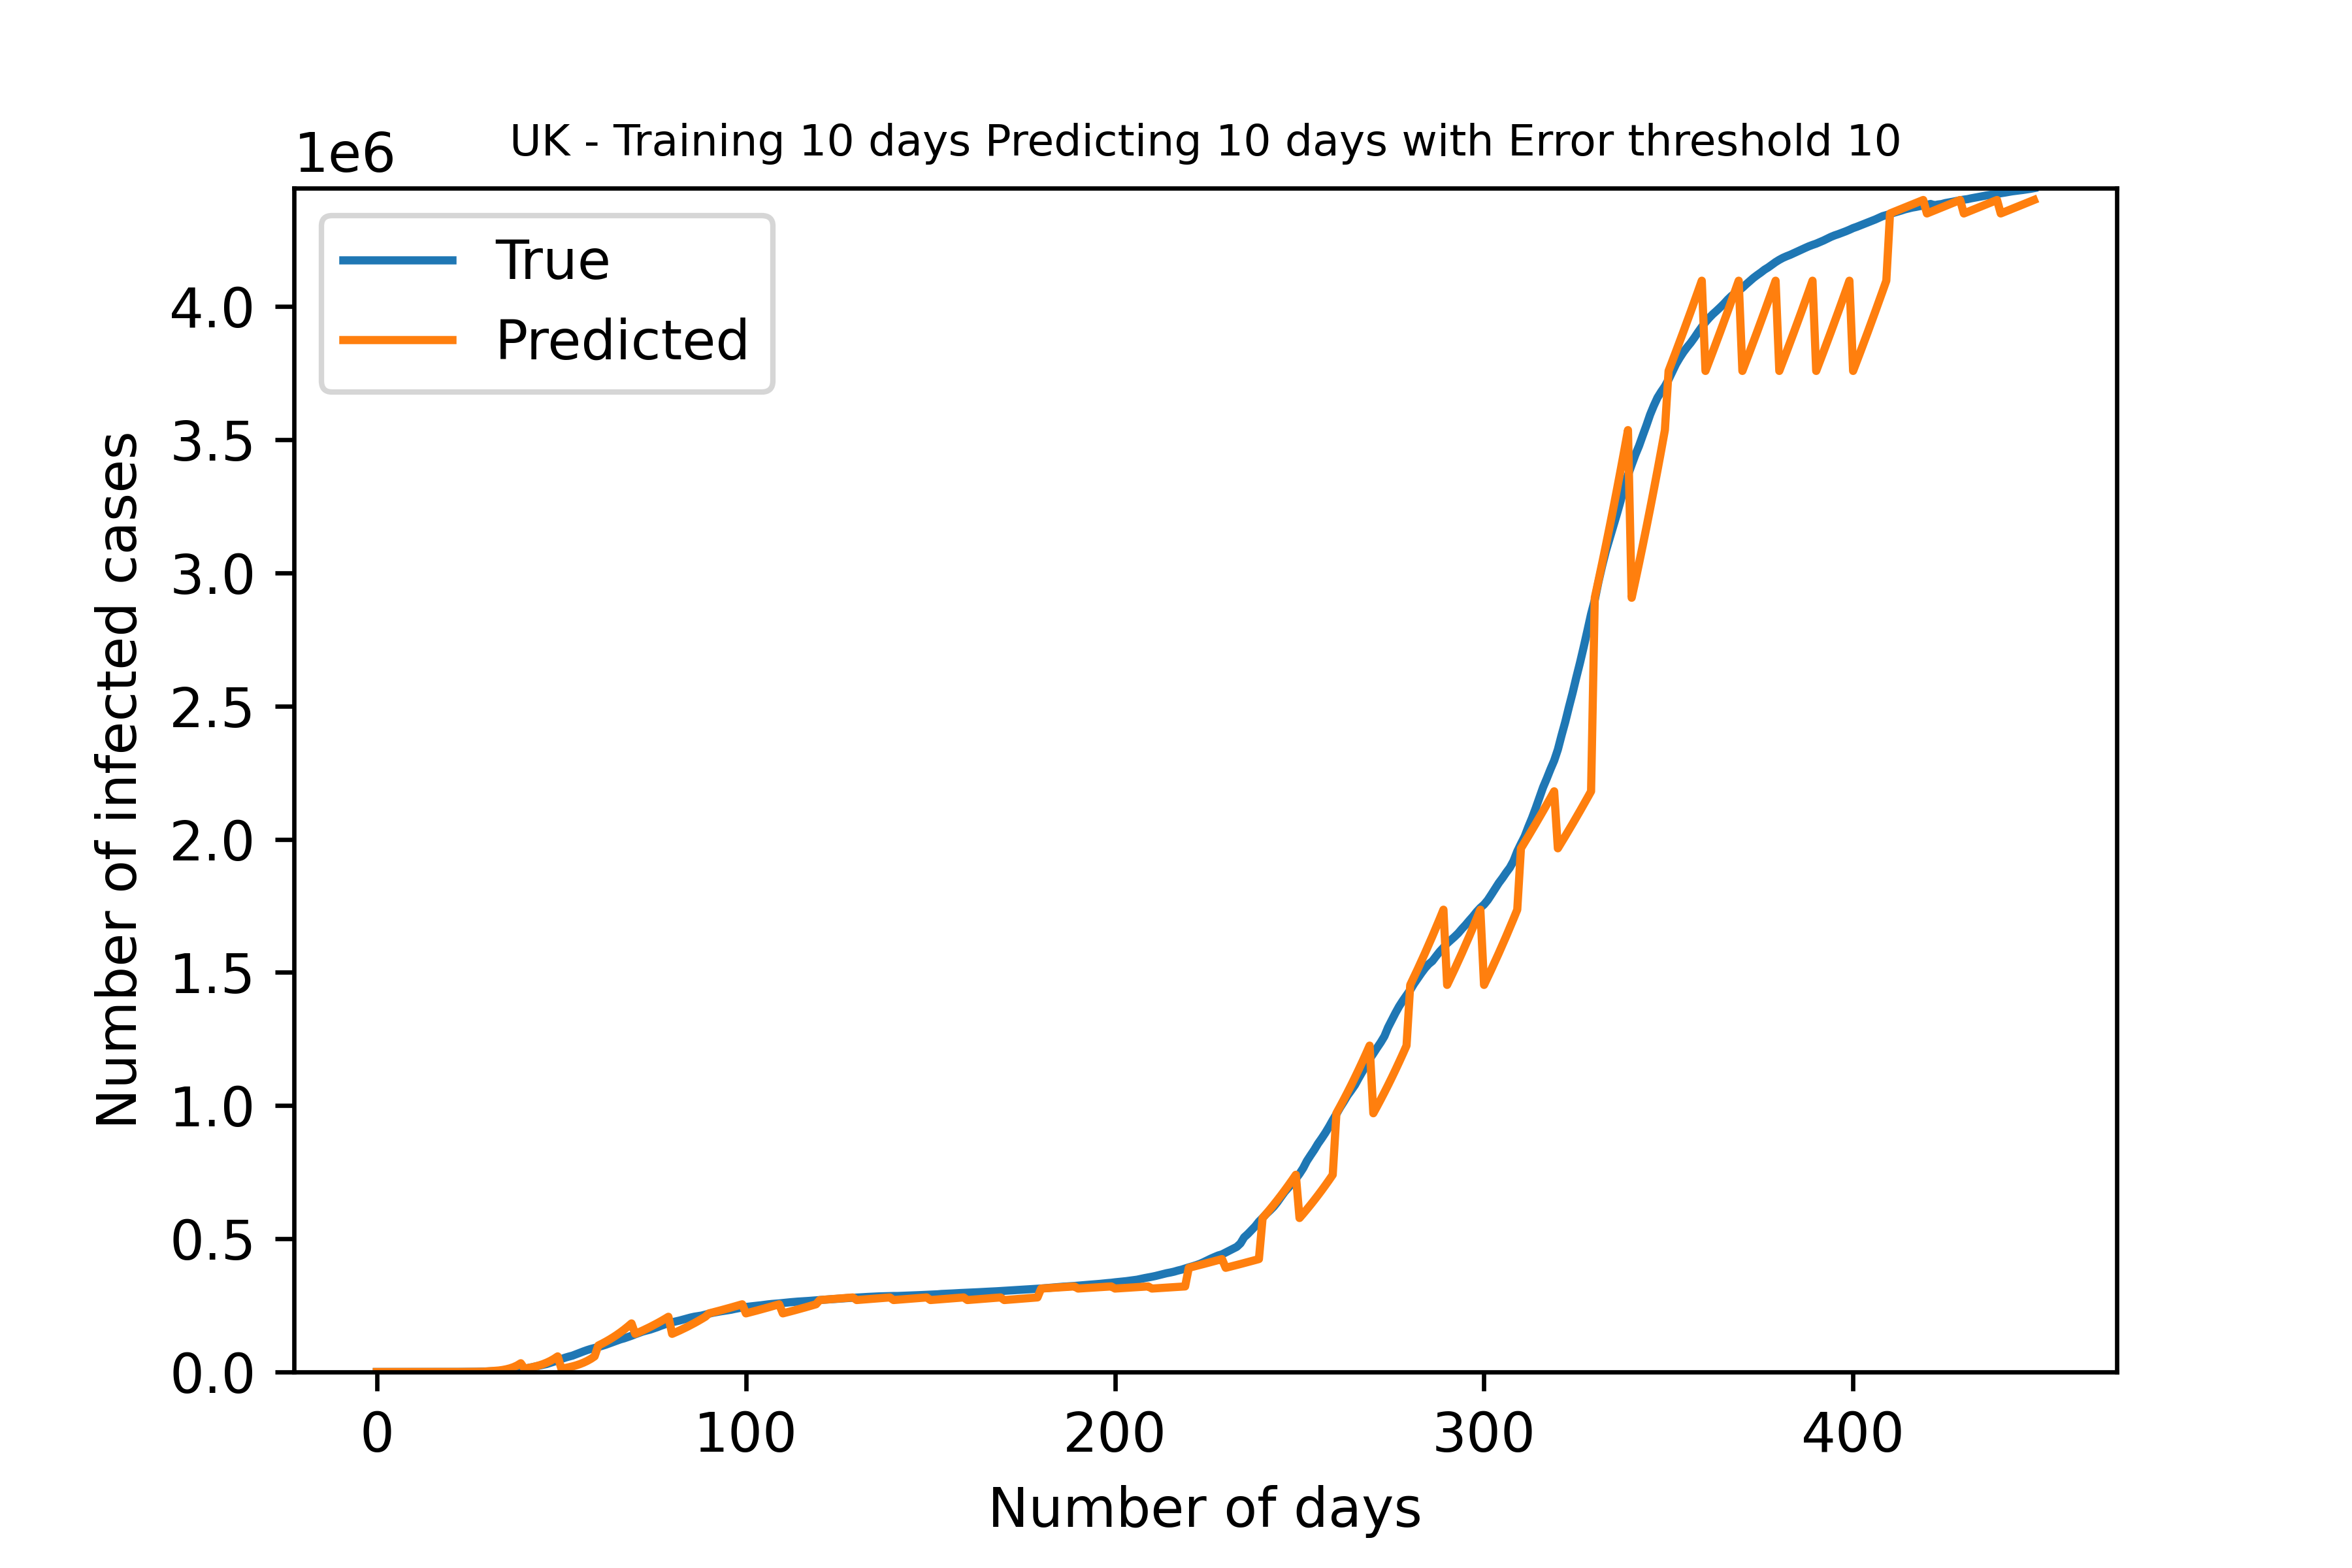 UK - Training 10 days Predicting 10 days with Error threshold 10
1e6
True
Predicted
4.0
3.5
3.0
2.5
2.0
1.5
1.0
0.5
0.0
Number of infected cases
0 100 200 300 400
Number of days